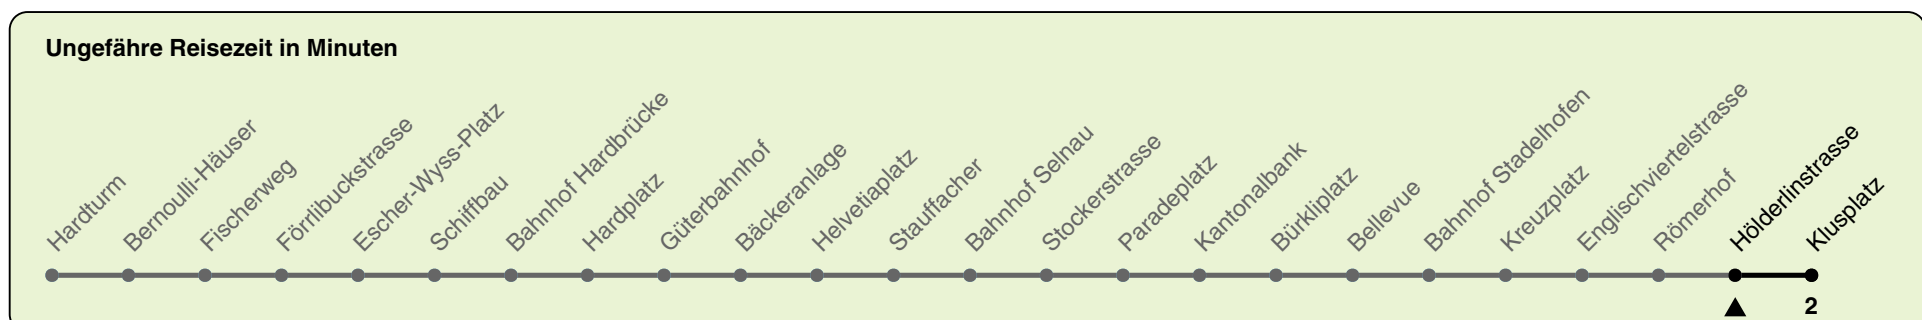 Ungefähre Reisezeit in Minuten
Hardturm
Bernoulli-Häuser
Fischerweg
Förrlibuckstrasse
Escher-Wyss-Platz
Schiffbau
Bahnhof Hardbrücke
Hardplatz
Güterbahnhof
Bäckeranlage
Helvetiaplatz
Stauffacher
Bahnhof Selnau
Stockerstrasse
Paradeplatz
Kantonalbank
Bürkliplatz
Bellevue
Bahnhof Stadelhofen
Kreuzplatz
Englischviertelstrasse
Römerhof
Hölderlinstrasse
Klusplatz
2